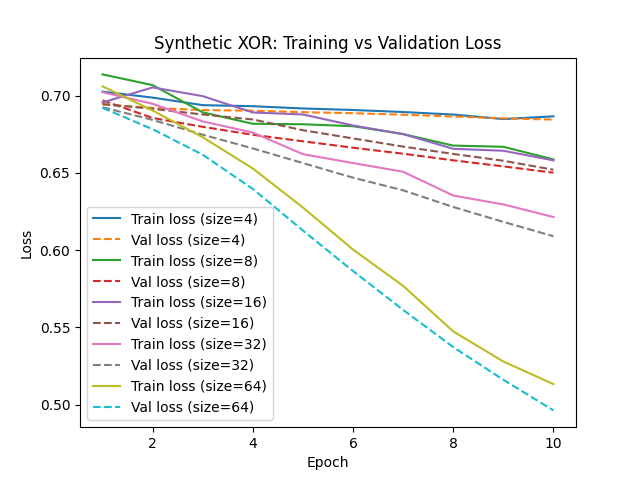 Synthetic XOR: Training vs Validation Loss
Loss
0.70
0.65
0.60
0.55
0.50
Train loss (size=4)
Val loss (size=4)
Train loss (size=8)
Val loss (size=8)
Train loss (size=16)
Val loss (size=16)
Train loss (size=32)
Val loss (size=32)
Train loss (size=64)
Val loss (size=64)
2 4 6 8 10
Epoch